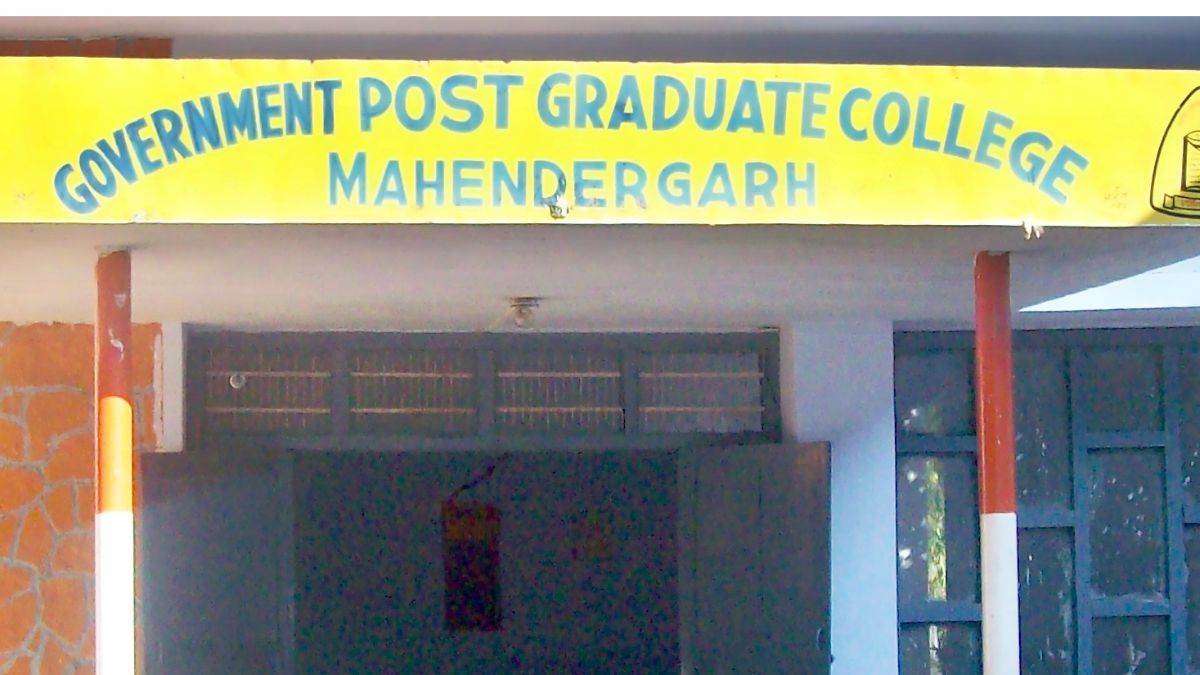 GOVERNMENT POST GRADUATE COLLEGE
MAHENDERGARH